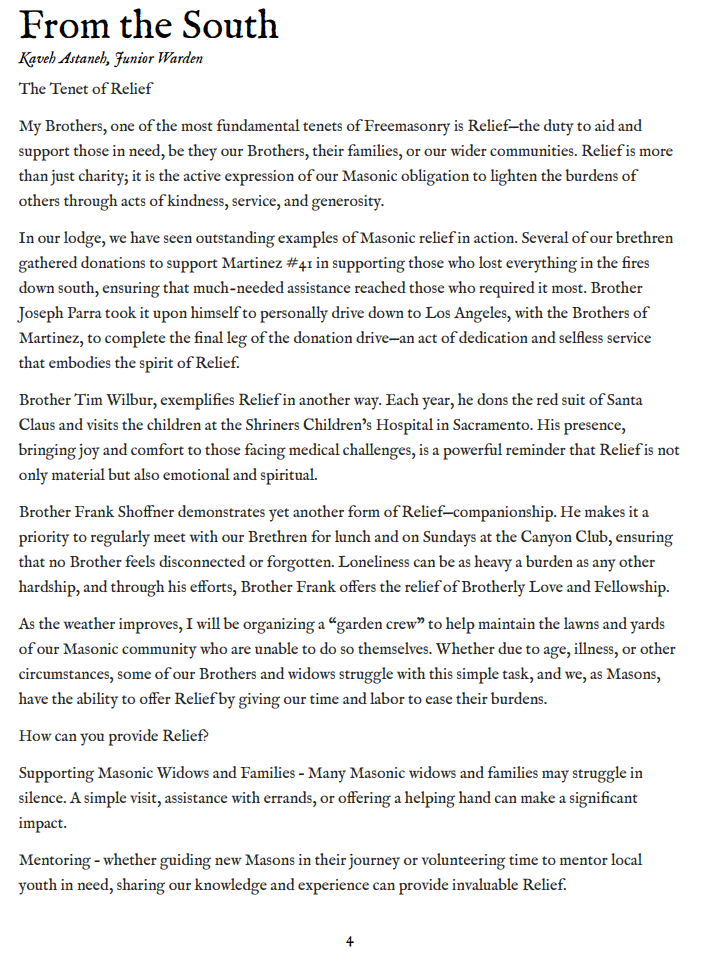 From the South
Kaveh Astaneh, Junior Warden
The Tenet of Relief
My Brothers, one of the most fundamental tenets of Freemasonry is Relief—the duty to aid and
support those in need, be they our Brothers, their families, or our wider communities. Relief is more
than just charity; it is the active expression of our Masonic obligation to lighten the burdens of
others through acts of kindness, service, and generosity.
In our lodge, we have seen outstanding examples of Masonic relief in action. Several of our brethren
gathered donations to support Martinez #41 in supporting those who lost everything in the fires
down south, ensuring that much-needed assistance reached those who required it most. Brother
Joseph Parra took it upon himself to personally drive down to Los Angeles, with the Brothers of
Martinez, to complete the final leg of the donation drive—an act of dedication and selfless service
that embodies the spirit of Relief.
Brother Tim Wilbur, exemplifies Relief in another way. Each year, he dons the red suit of Santa
Claus and visits the children at the Shriners Children's Hospital in Sacramento. His presence,
bringing joy and comfort to those facing medical challenges, is a powerful reminder that Relief is not
only material but also emotional and spiritual.
Brother Frank Shoffner demonstrates yet another form of Relief—companionship. He makes it a
priority to regularly meet with our Brethren for lunch and on Sundays at the Canyon Club, ensuring
that no Brother feels disconnected or forgotten. Loneliness can be as heavy a burden as any other
hardship, and through his efforts, Brother Frank offers the relief of Brotherly Love and Fellowship.
As the weather improves, I will be organizing a “garden crew” to help maintain the lawns and yards
of our Masonic community who are unable to do so themselves. Whether due to age, illness, or other
circumstances, some of our Brothers and widows struggle with this simple task, and we, as Masons,
have the ability to offer Relief by giving our time and labor to ease their burdens.
How can you provide Relief?
Supporting Masonic Widows and Families - Many Masonic widows and families may struggle in
silence. A simple visit, assistance with errands, or offering a helping hand can make a significant
impact.
Mentoring - whether guiding new Masons in their journey or volunteering time to mentor local
youth in need, sharing our knowledge and experience can provide invaluable Relief.
4